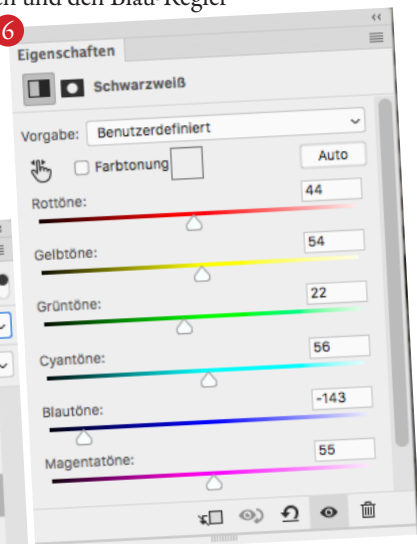 en und den Blau-Regler
6
Eigenschaften
Schwarzweiß
Vorgabe: Benutzerdefiniert
Farbtonung
Auto
Rottöne: 44
Gelbtöne: 54
Grüntöne: 22
Cyantöne: 56
Blautöne: -143
Magentatöne: 55